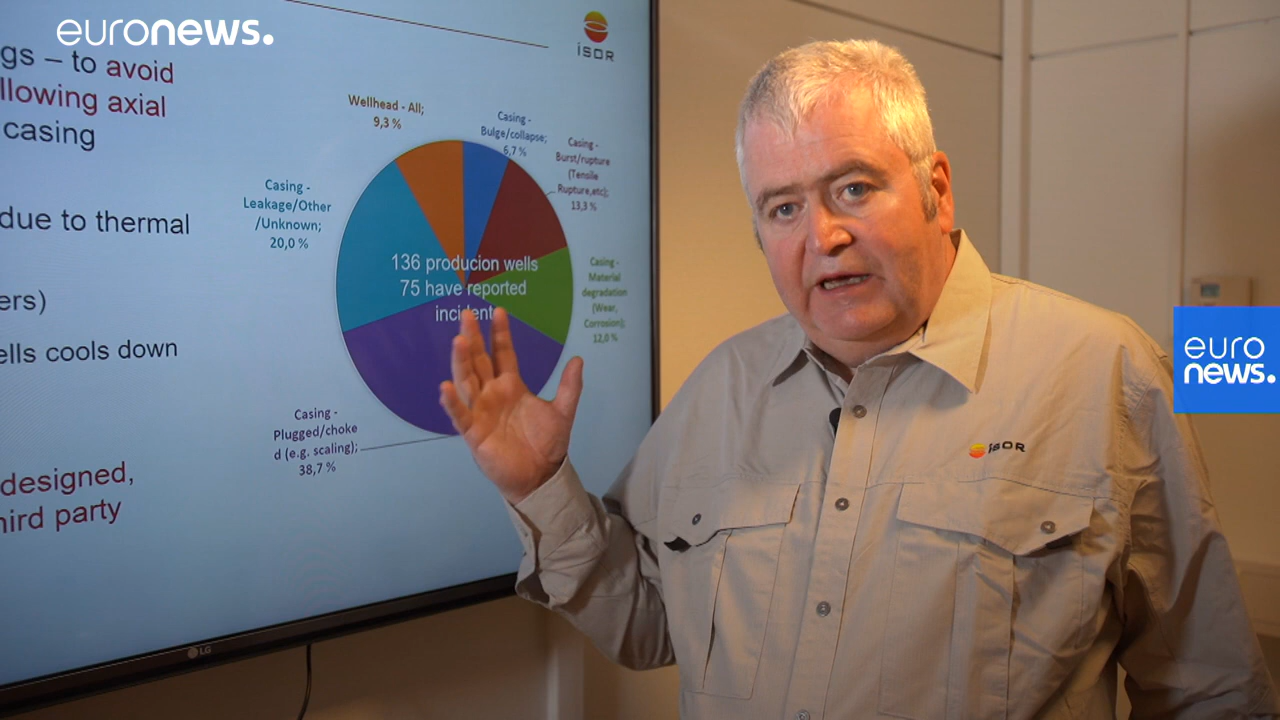 euronews.
ISOR
gs – to avoid
llowing axial
casing
due to thermal
ers)
ells cools down
designed,
hird party
Wellhead - All;
9,3 %
Casing -
Bulge/collapse;
6,7 %
Casing -
Burst/rupture
(Tensile
Rupture,etc);
13,3 %
Casing -
Leakage/Other
/Unknown;
20,0 %
136 producion wells
75 have reported
incidents
Casing -
Material
degradation
(Wear,
Corrosion);
12,0 %
Casing -
Plugged/choke
d (e.g. scaling);
38,7 %
LG
ISOR
euro
news.